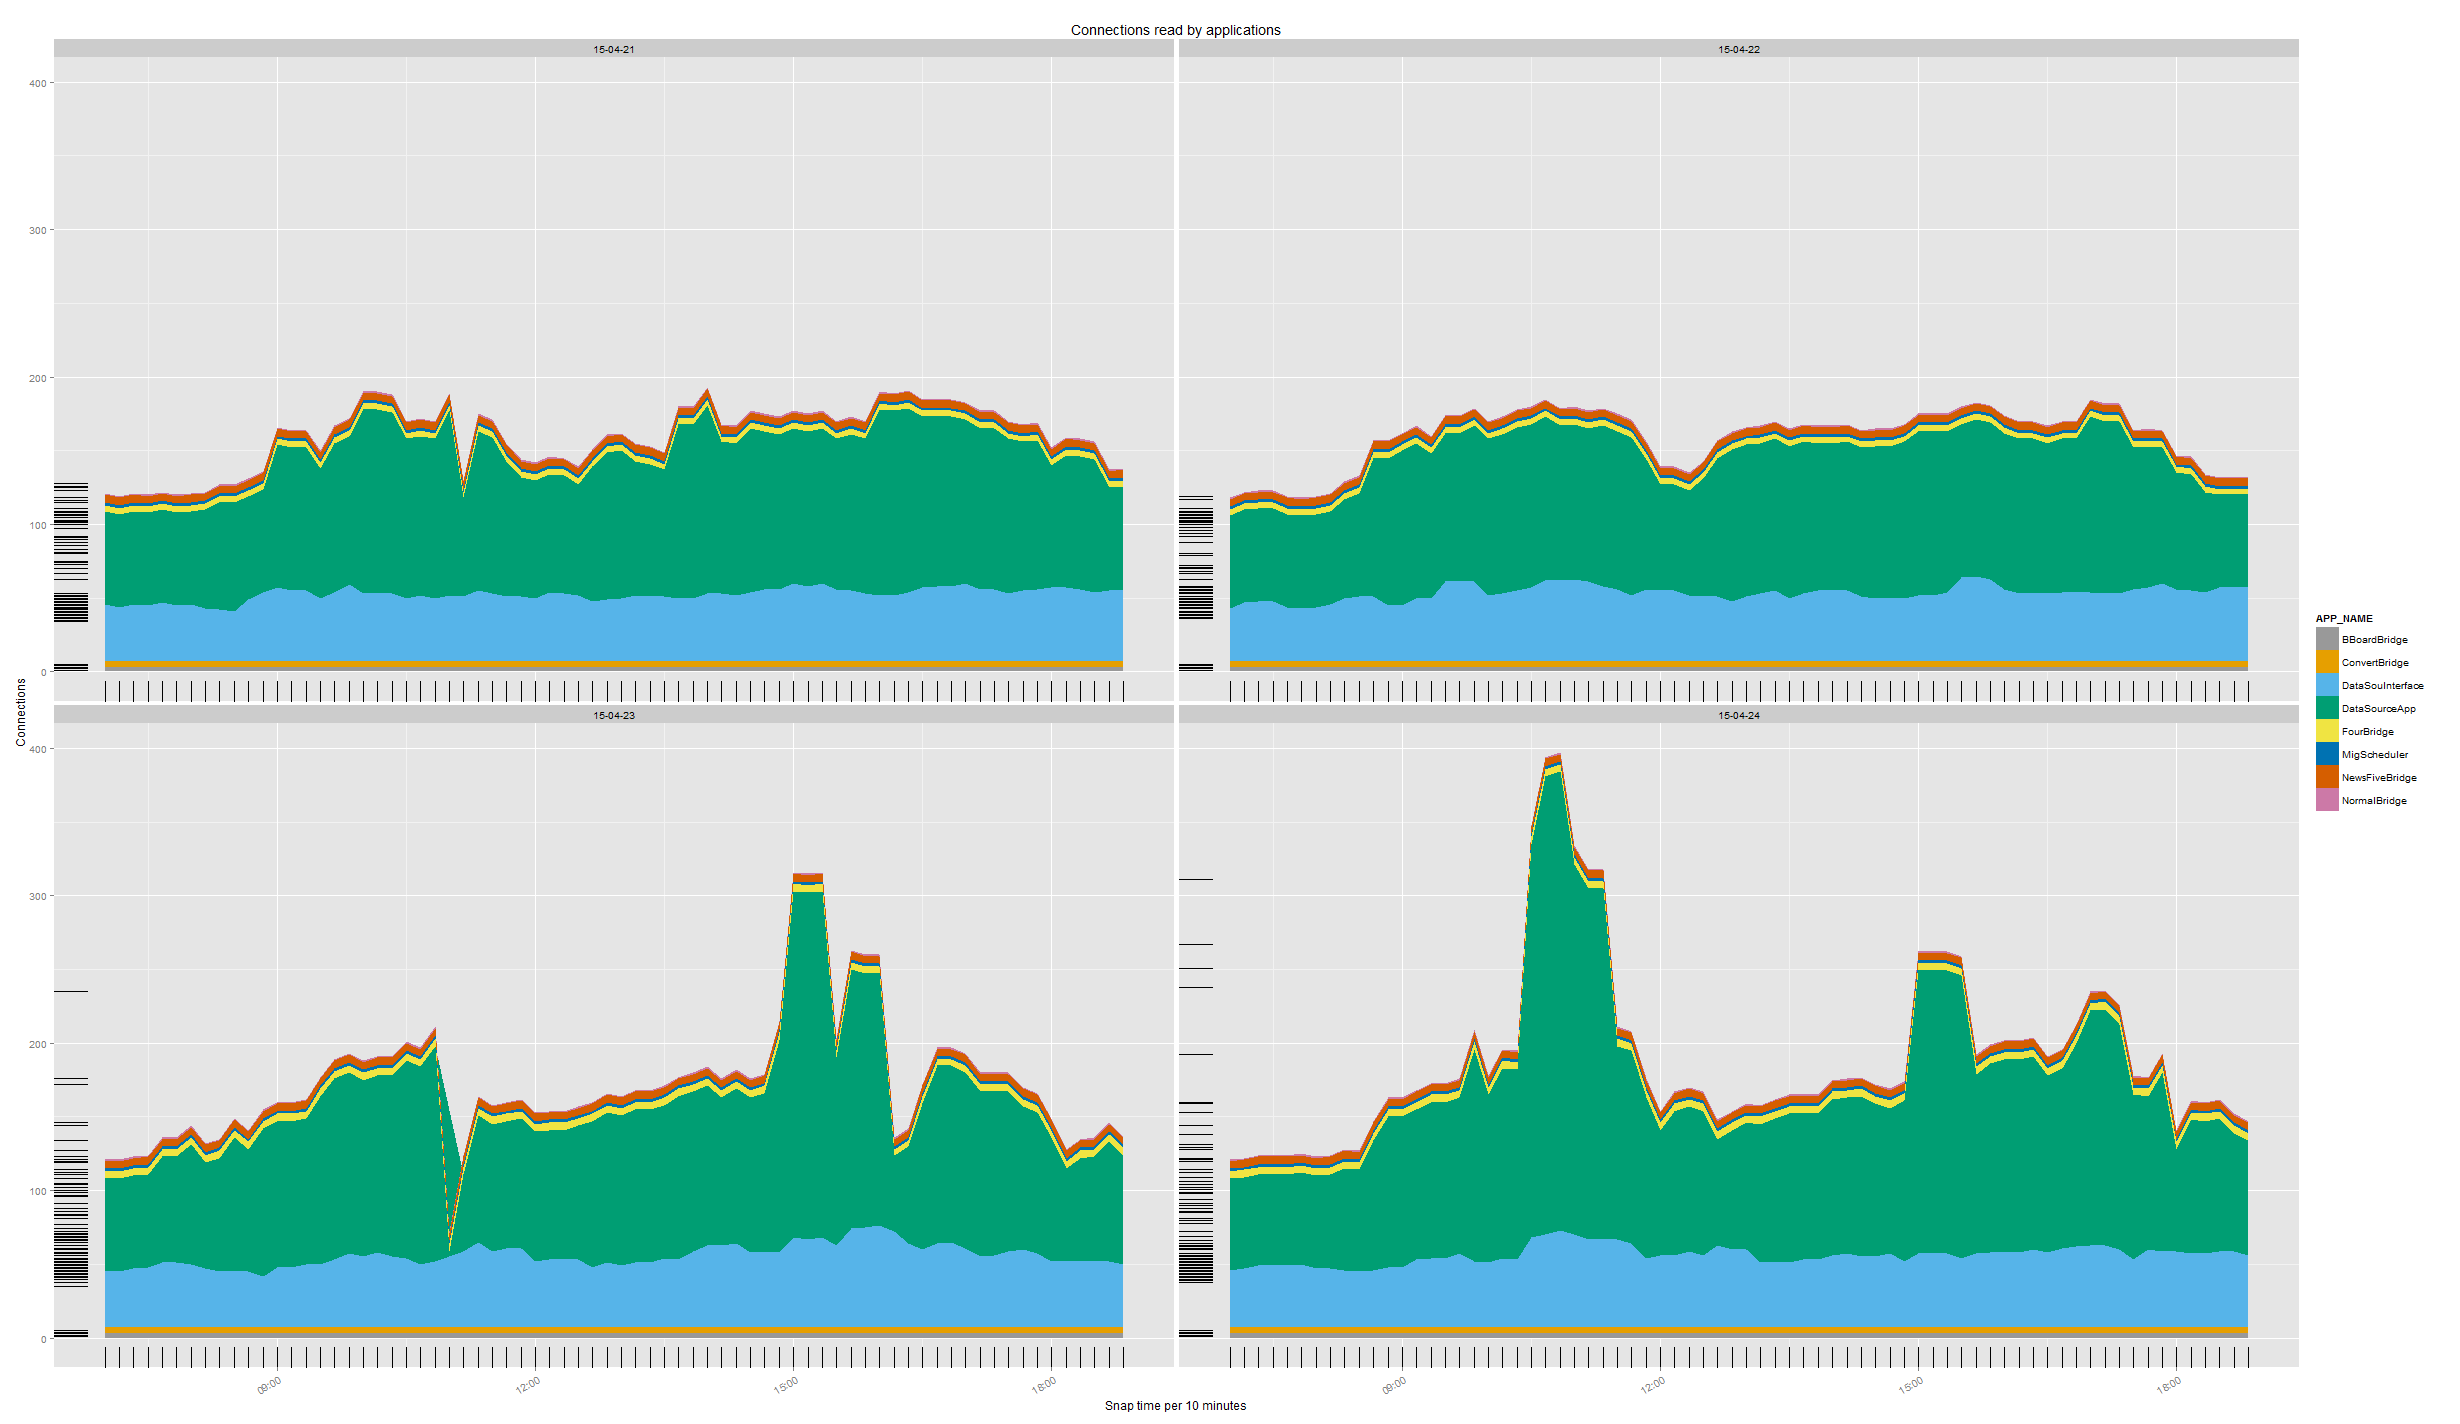 Connections read by applications
15-04-21
15-04-22
400
300
200
100
0
15-04-23
15-04-24
Connections
400
300
200
100
0
09:00
12:00
15:00
18:00
09:00
12:00
15:00
18:00
Snap time per 10 minutes
APP_NAME
BBoardBridge
ConvertBridge
DataSouInterface
DataSourceApp
FourBridge
MigScheduler
NewsFiveBridge
NormalBridge